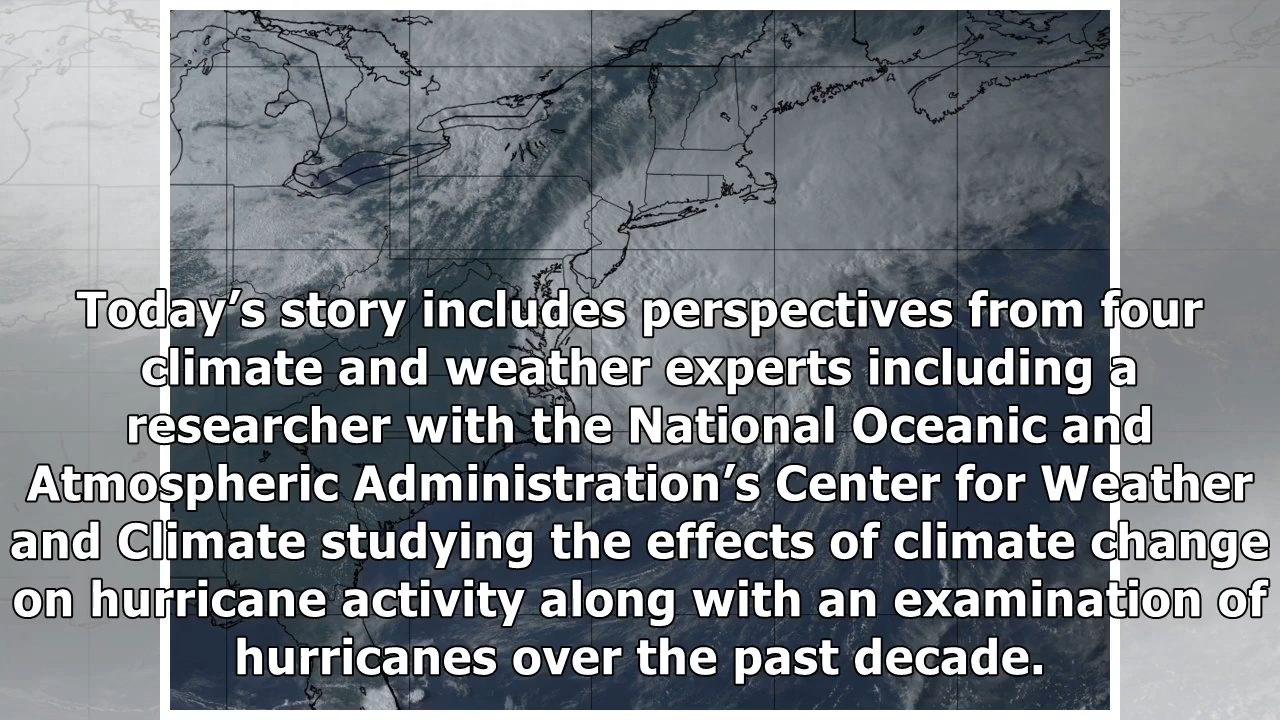 Today’s story includes perspectives from four
climate and weather experts including a
researcher with the National Oceanic and
Atmospheric Administration’s Center for Weather
and Climate studying the effects of climate change
on hurricane activity along with an examination of
hurricanes over the past decade.